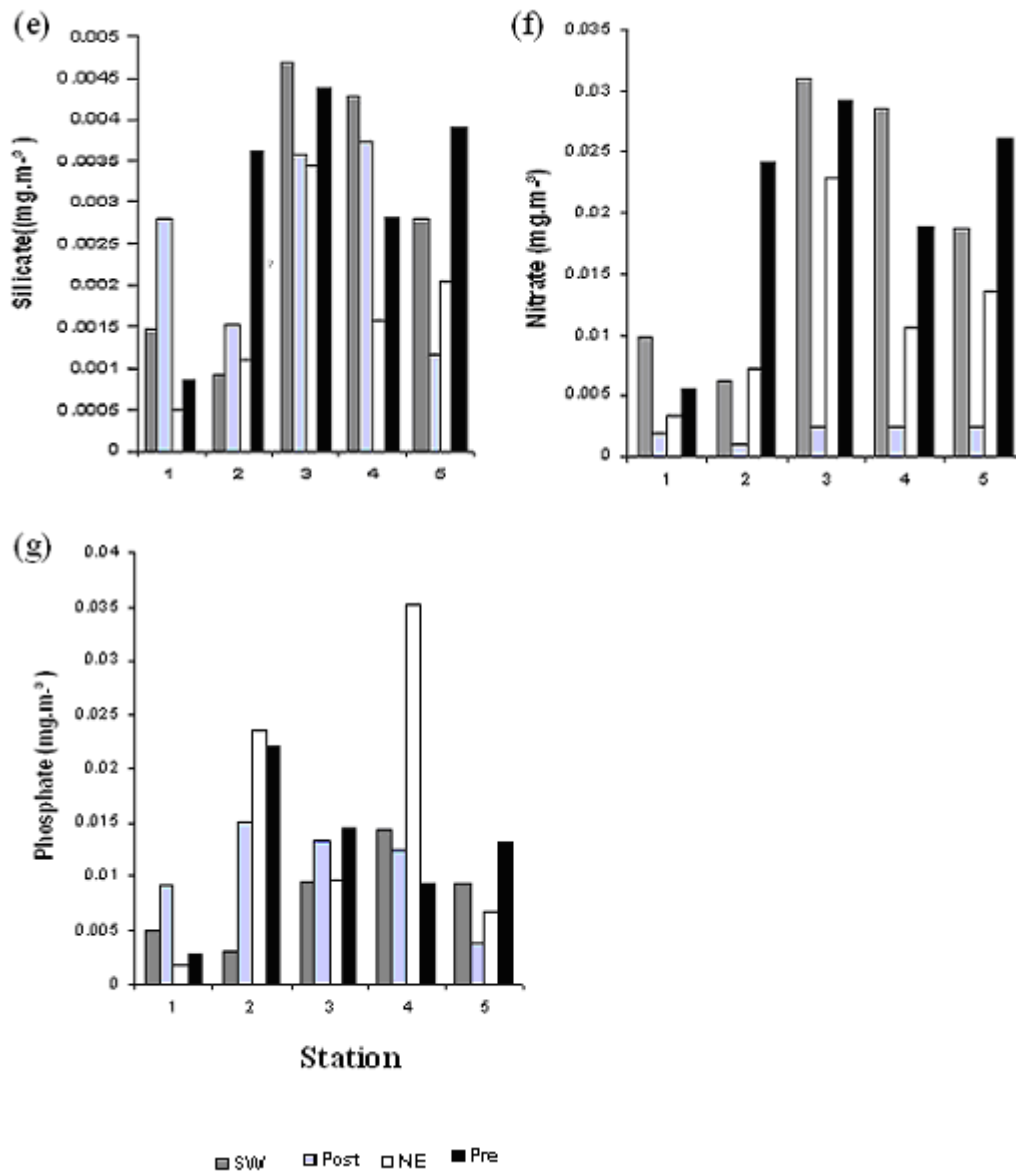 (e)
Silicate((mg.m-³)
0.005
0.0045
0.004
0.0035
0.003
0.0025
0.002
0.0015
0.001
0.0005
0
1 2 3 4 5
(f)
Nitrate (mg.m-³)
0.035
0.03
0.025
0.02
0.015
0.01
0.005
0
1 2 3 4 5
(g)
Phosphate (mg.m-³)
0.04
0.035
0.03
0.025
0.02
0.015
0.01
0.005
0
1 2 3 4 5
Station
SW Post NE Pre